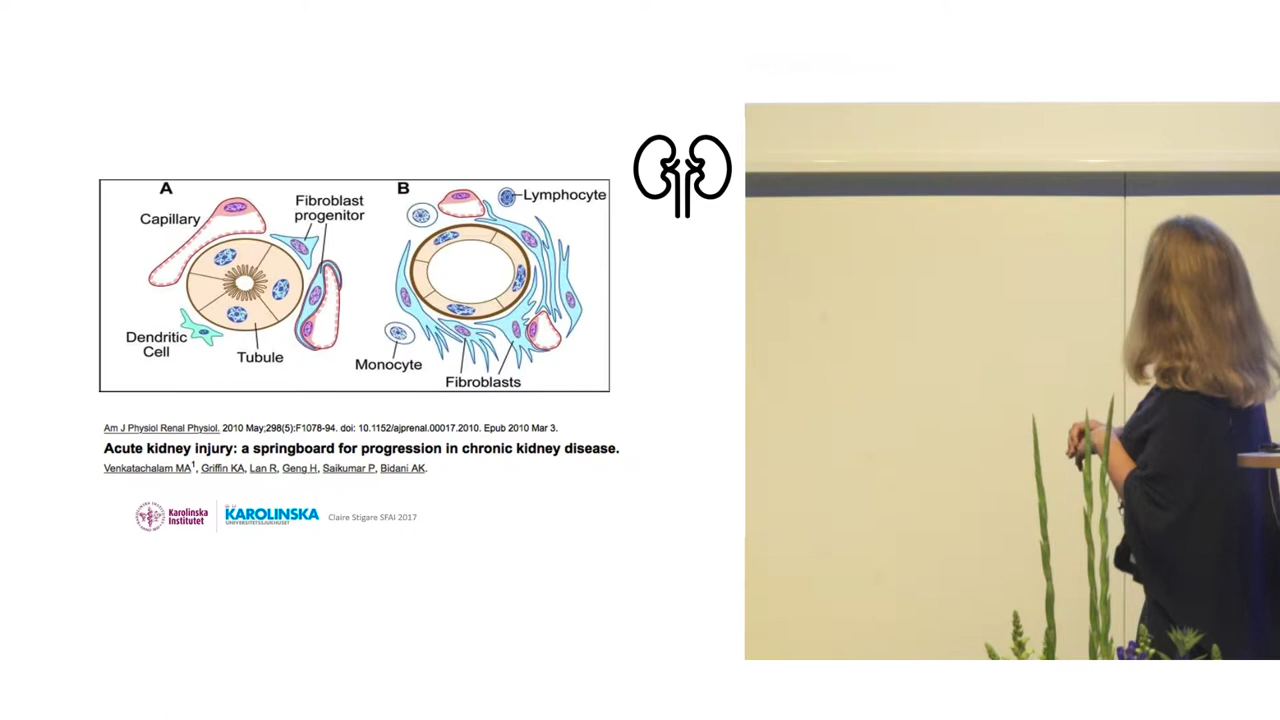 A
B
Capillary
Fibroblast
progenitor
Lymphocyte
Dendritic
Cell
Tubule
Monocyte
Fibroblasts
Am J Physiol Renal Physiol. 2010 May;298(5):F1078-94. doi: 10.1152/ajprenal.00017.2010. Epub 2010 Mar 3.
Acute kidney injury: a springboard for progression in chronic kidney disease.
Venkatachalam MA1, Griffin KA, Lan R, Geng H, Saikumar P, Bidani AK.
Karolinska
Institutet
KAROLINSKA
UNIVERSITETSSJUKHUSET
Claire Stigare SFAI 2017